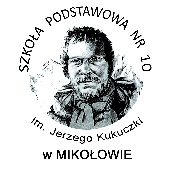 SZKOŁA PODSTAWOWA NR 10
im. Jerzego Kukuczki
w MIKOŁOWIE